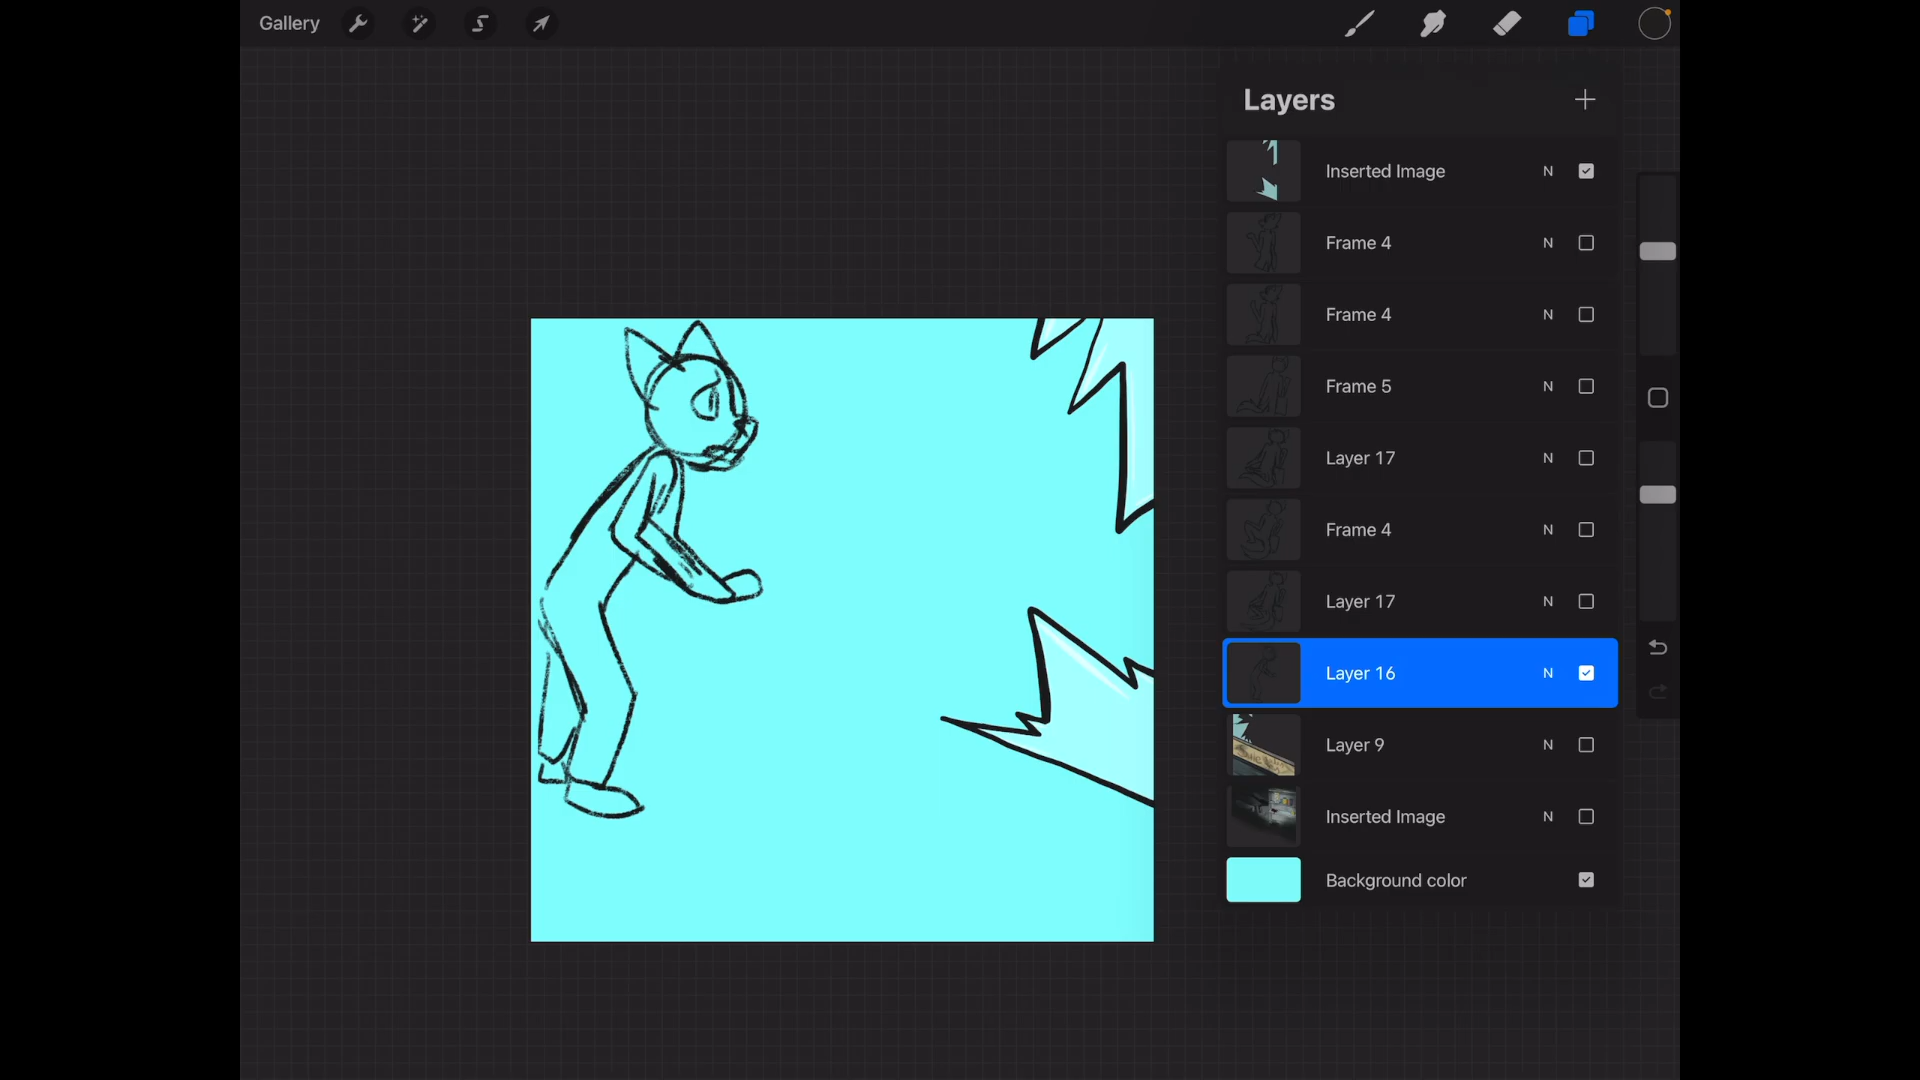 Gallery
Layers
Inserted Image N
Frame 4 N
Frame 4 N
Frame 5 N
Layer 17 N
Frame 4 N
Layer 17 N
Layer 16 N
Layer 9 N
Inserted Image N
Background color